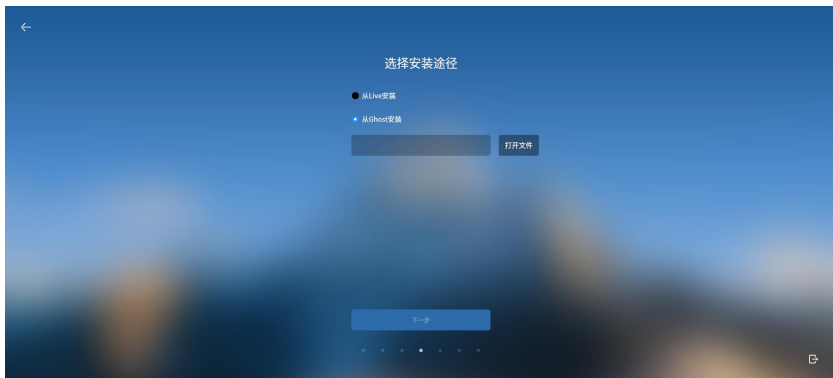 选择安装途径
从Live安装
从Ghost安装
打开文件
下一步